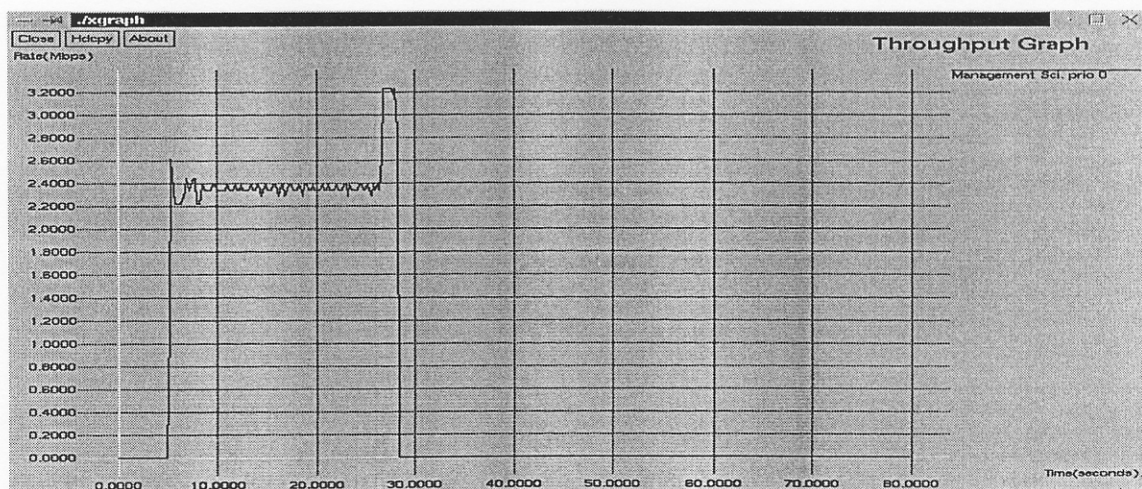 ./xgraph
Close Hdcpy About
Throughput Graph
Rate(Mbps)
Management Sci. prio 0
3.2000
3.0000
2.8000
2.6000
2.4000
2.2000
2.0000
1.8000
1.6000
1.4000
1.2000
1.0000
0.8000
0.6000
0.4000
0.2000
0.0000
Time(seconds)
0.0000 10.0000 20.0000 30.0000 40.0000 50.0000 60.0000 70.0000 80.0000